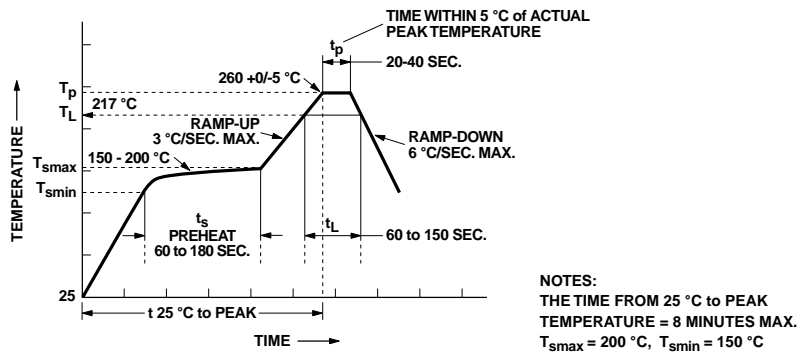 TIME WITHIN 5 °C of ACTUAL
PEAK TEMPERATURE
tp
20-40 SEC.
260 +0/-5 °C
Tp
217 °C
TL
RAMP-UP
3 °C/SEC. MAX.
RAMP-DOWN
6 °C/SEC. MAX.
150 - 200 °C
Tsmax
Tsmin
TEMPERATURE
ts
PREHEAT
60 to 180 SEC.
tL
60 to 150 SEC.
25
t 25 °C to PEAK
TIME
NOTES:
THE TIME FROM 25 °C to PEAK
TEMPERATURE = 8 MINUTES MAX.
Tsmax = 200 °C, Tsmin = 150 °C